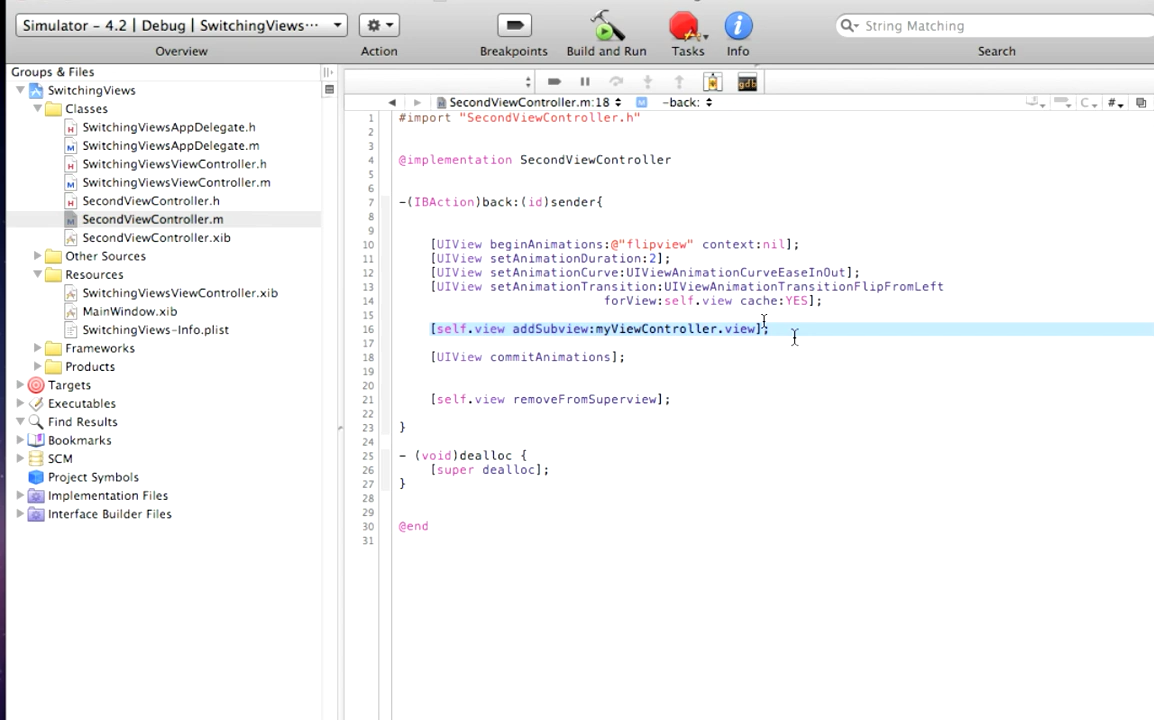 Simulator - 4.2 | Debug | SwitchingViews···
Overview
Action
Breakpoints
Build and Run
Tasks
Info
String Matching
Search
Groups & Files
SwitchingViews
Classes
SwitchingViewsAppDelegate.h
SwitchingViewsAppDelegate.m
SwitchingViewsViewController.h
SwitchingViewsViewController.m
SecondViewController.h
SecondViewController.m
SecondViewController.xib
Other Sources
Resources
SwitchingViewsViewController.xib
MainWindow.xib
SwitchingViews-Info.plist
Frameworks
Products
Targets
Executables
Find Results
Bookmarks
SCM
Project Symbols
Implementation Files
Interface Builder Files
gdb
SecondViewController.m:18 M -back: C #
1 #import "SecondViewController.h"
2
3
4 @implementation SecondViewController
5
6
7 -(IBAction)back:(id)sender{
8
9
10 [UIView beginAnimations:@"flipview" context:nil];
11 [UIView setAnimationDuration:2];
12 [UIView setAnimationCurve:UIViewAnimationCurveEaseInOut];
13 [UIView setAnimationTransition:UIViewAnimationTransitionFlipFromLeft
14 forView:self.view cache:YES];
15
16 [self.view addSubview:myViewController.view];
17
18 [UIView commitAnimations];
19
20
21 [self.view removeFromSuperview];
22
23 }
24
25 - (void)dealloc {
26 [super dealloc];
27 }
28
29
30 @end
31